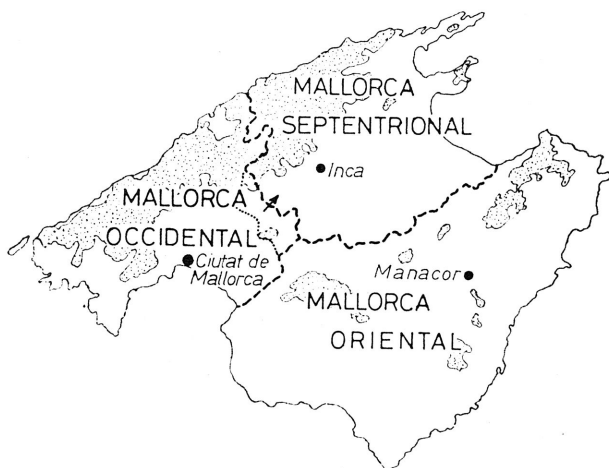 MALLORCA
SEPTENTRIONAL
Inca
MALLORCA
OCCIDENTAL
Ciutat de
Mallorca
Manacor
MALLORCA
ORIENTAL